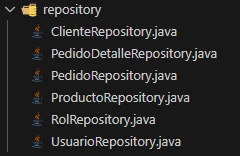 repository
ClienteRepository.java
PedidoDetalleRepository.java
PedidoRepository.java
ProductoRepository.java
RolRepository.java
UsuarioRepository.java